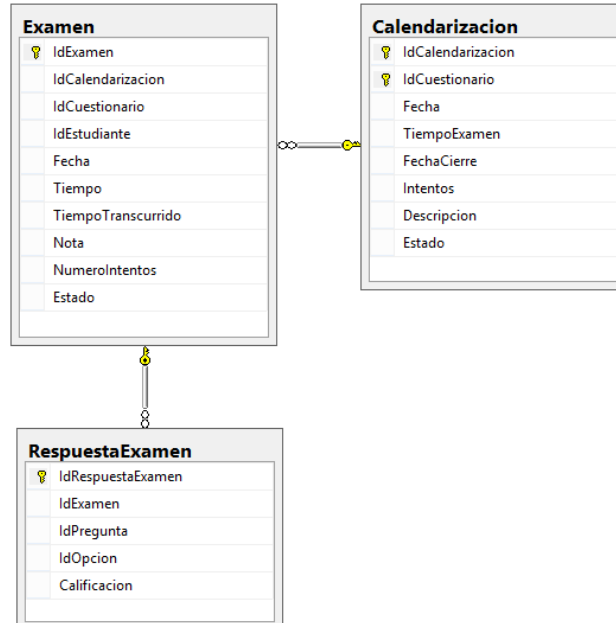 Examen
IdExamen
IdCalendarizacion
IdCuestionario
IdEstudiante
Fecha
Tiempo
TiempoTranscurrido
Nota
NumeroIntentos
Estado
Calendarizacion
IdCalendarizacion
IdCuestionario
Fecha
TiempoExamen
FechaCierre
Intentos
Descripcion
Estado
RespuestaExamen
IdRespuestaExamen
IdExamen
IdPregunta
IdOpcion
Calificacion